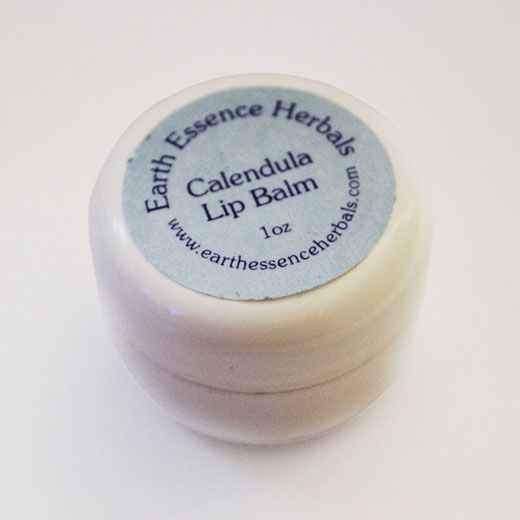 Earth Essence Herbals
Calendula
Lip Balm
1oz
www.earthessenceherbals.com